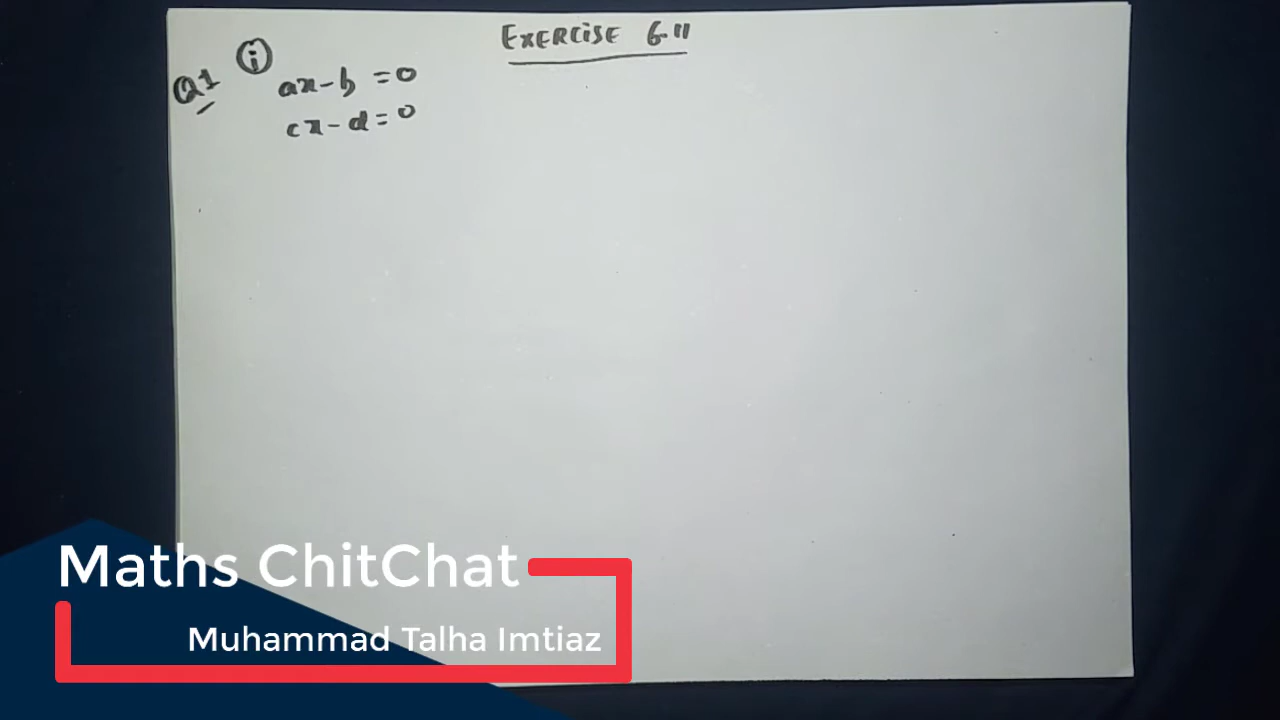 EXERCISE 6.11
Q1 (i)
ax - b = 0
cx - d = 0
Maths ChitChat
Muhammad Talha Imtiaz